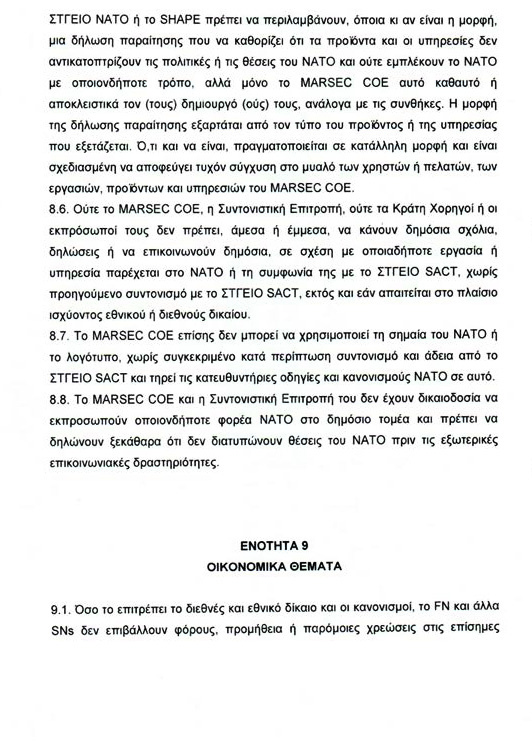 ΣΤΓΕΙΟ ΝΑΤΟ ή το SHAPE πρέπει να περιλαμβάνουν, όποια κι αν είναι η μορφή,
μια δήλωση παραίτησης που να καθορίζει ότι τα προϊόντα και οι υπηρεσίες δεν
αντικατοπτρίζουν τις πολιτικές ή τις θέσεις του ΝΑΤΟ και ούτε εμπλέκουν το ΝΑΤΟ
με οποιονδήποτε τρόπο, αλλά μόνο το MARSEC COE αυτό καθαυτό ή
αποκλειστικά τον (τους) δημιουργό (ούς) τους, ανάλογα με τις συνθήκες. Η μορφή
της δήλωσης παραίτησης εξαρτάται από τον τύπο του προϊόντος ή της υπηρεσίας
που εξετάζεται. Ό,τι και να είναι, πραγματοποιείται σε κατάλληλη μορφή και είναι
σχεδιασμένη να αποφεύγει τυχόν σύγχυση στο μυαλό των χρηστών ή πελατών, των
εργασιών, προϊόντων και υπηρεσιών του MARSEC COE.
8.6. Ούτε το MARSEC COE, η Συντονιστική Επιτροπή, ούτε τα Κράτη Χορηγοί ή οι
εκπρόσωποί τους δεν πρέπει, άμεσα ή έμμεσα, να κάνουν δημόσια σχόλια,
δηλώσεις ή να επικοινωνούν δημόσια, σε σχέση με οποιαδήποτε εργασία ή
υπηρεσία παρέχεται στο ΝΑΤΟ ή τη συμφωνία της με το ΣΤΓΕΙΟ SACT, χωρίς
προηγούμενο συντονισμό με το ΣΤΓΕΙΟ SACT, εκτός και εάν απαιτείται στο πλαίσιο
ισχύοντος εθνικού ή διεθνούς δικαίου.
8.7. Το MARSEC COE επίσης δεν μπορεί να χρησιμοποιεί τη σημαία του ΝΑΤΟ ή
το λογότυπο, χωρίς συγκεκριμένο κατά περίπτωση συντονισμό και άδεια από το
ΣΤΓΕΙΟ SACT και τηρεί τις κατευθυντήριες οδηγίες και κανονισμούς ΝΑΤΟ σε αυτό.
8.8. Το MARSEC COE και η Συντονιστική Επιτροπή του δεν έχουν δικαιοδοσία να
εκπροσωπούν οποιονδήποτε φορέα ΝΑΤΟ στο δημόσιο τομέα και πρέπει να
δηλώνουν ξεκάθαρα ότι δεν διατυπώνουν θέσεις του ΝΑΤΟ πριν τις εξωτερικές
επικοινωνιακές δραστηριότητες.
ΕΝΟΤΗΤΑ 9
ΟΙΚΟΝΟΜΙΚΑ ΘΕΜΑΤΑ
9.1. Όσο το επιτρέπει το διεθνές και εθνικό δίκαιο και οι κανονισμοί, το FN και άλλα
SNs δεν επιβάλλουν φόρους, προμήθεια ή παρόμοιες χρεώσεις στις επίσημες